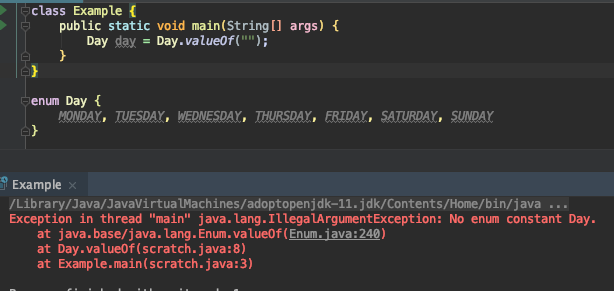 class Example {
public static void main(String[] args) {
Day day = Day.valueOf("");
}
}
enum Day {
MONDAY, TUESDAY, WEDNESDAY, THURSDAY, FRIDAY, SATURDAY, SUNDAY
}
Example ×
/Library/Java/JavaVirtualMachines/adoptopenjdk-11.jdk/Contents/Home/bin/java ...
Exception in thread "main" java.lang.IllegalArgumentException: No enum constant Day.
at java.base/java.lang.Enum.valueOf(Enum.java:240)
at Day.valueOf(scratch.java:8)
at Example.main(scratch.java:3)